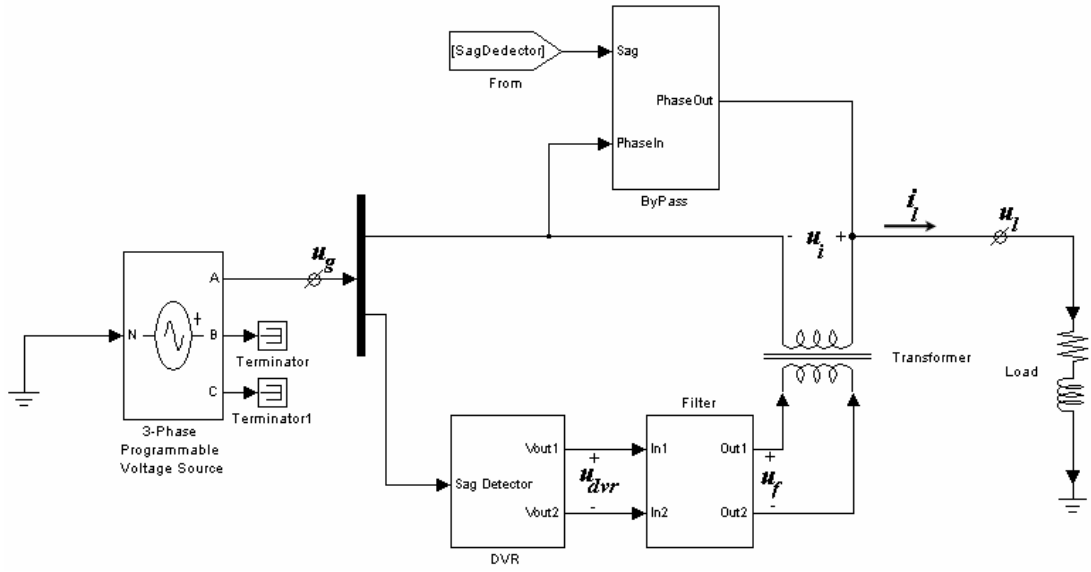 [SagDedector]
From
Sag
PhaseOut
PhaseIn
ByPass
i_l
u_l
u_g
- u_i +
A
N
+
B
C
Terminator
Terminator1
3-Phase
Programmable
Voltage Source
Transformer
Load
Filter
Vout1
Sag Detector
Vout2
DVR
+
u_dvr
-
In1
Out1
In2
Out2
+
u_f
-